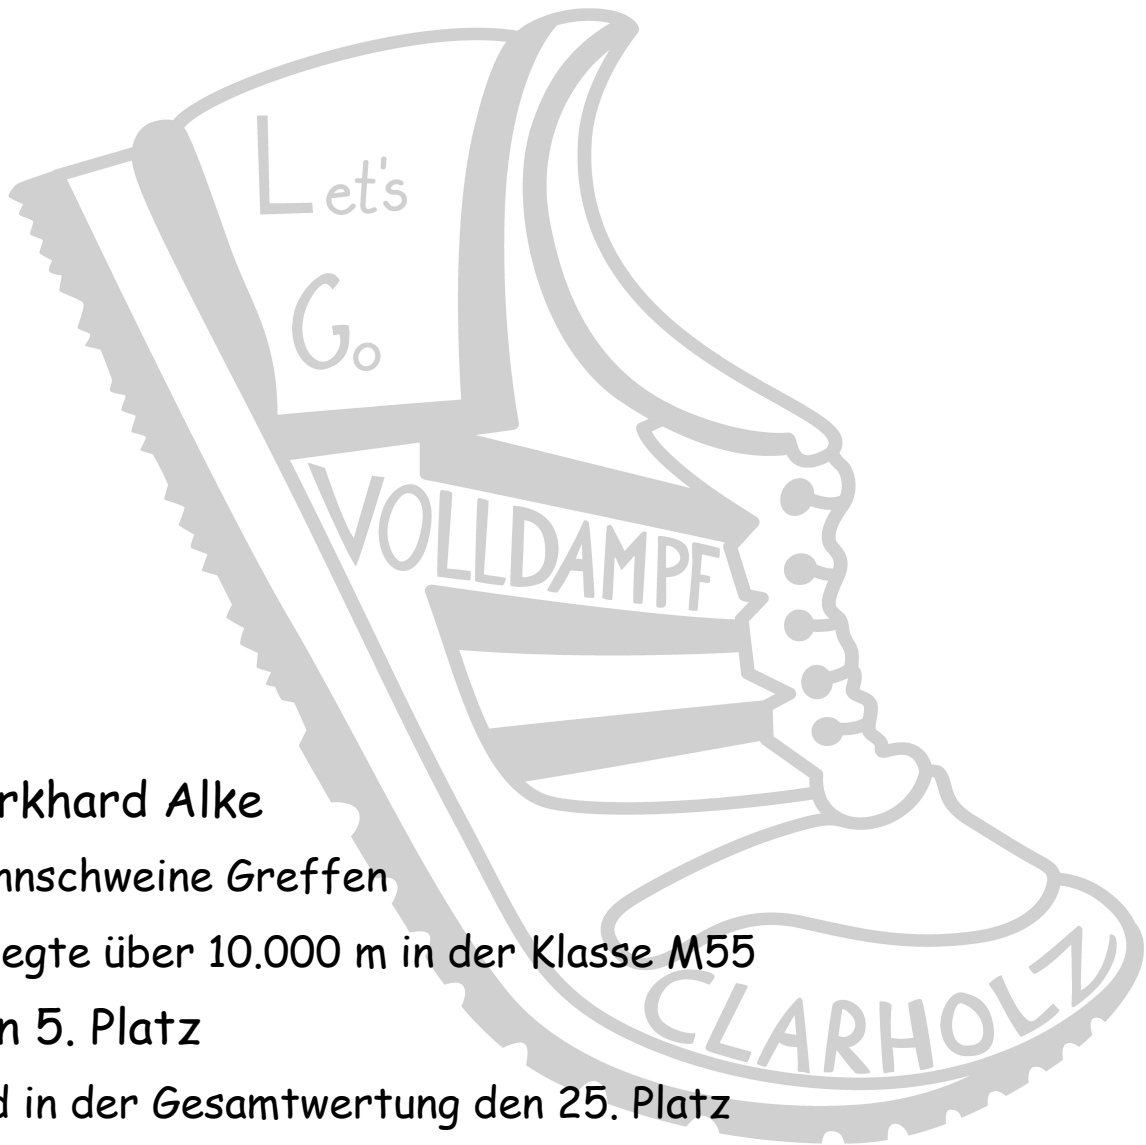 Let's
Go
VOLLDAMPF
rkhard Alke
nnschweine Greffen
egte über 10.000 m in der Klasse M55
n 5. Platz
CLARHOLZ
d in der Gesamtwertung den 25. Platz